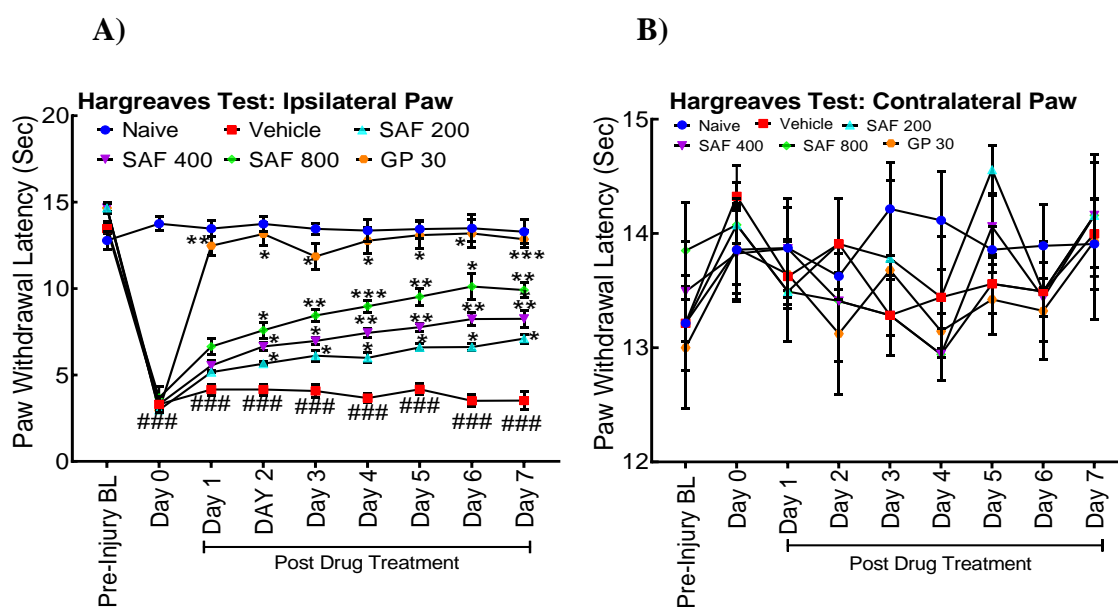 A)
B)
Hargreaves Test: Ipsilateral Paw
Naive Vehicle SAF 200
SAF 400 SAF 800 GP 30
Paw Withdrawal Latency (Sec)
20
15
10
5
0
** * * * * * ***
* ** *** ** * **
* * ** ** ** **
* * * * * *
### ### ### ### ### ### ### ###
Pre-Injury BL
Day 0
Day 1
DAY 2
Day 3
Day 4
Day 5
Day 6
Day 7
Post Drug Treatment
Hargreaves Test: Contralateral Paw
Naive Vehicle SAF 200
SAF 400 SAF 800 GP 30
Paw Withdrawal Latency (Sec)
15
14
13
12
Pre-Injury BL
Day 0
Day 1
Day 2
Day 3
Day 4
Day 5
Day 6
Day 7
Post Drug Treatment